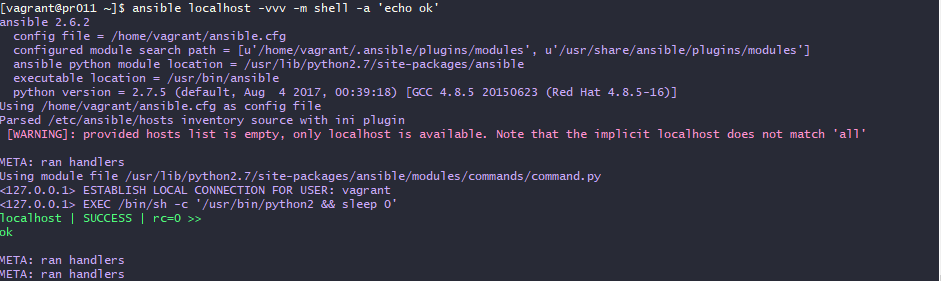 [vagrant@pr011 ~]$ ansible localhost -vvv -m shell -a 'echo ok'
ansible 2.6.2
  config file = /home/vagrant/ansible.cfg
  configured module search path = [u'/home/vagrant/.ansible/plugins/modules', u'/usr/share/ansible/plugins/modules']
  ansible python module location = /usr/lib/python2.7/site-packages/ansible
  executable location = /usr/bin/ansible
  python version = 2.7.5 (default, Aug  4 2017, 00:39:18) [GCC 4.8.5 20150623 (Red Hat 4.8.5-16)]
Using /home/vagrant/ansible.cfg as config file
Parsed /etc/ansible/hosts inventory source with ini plugin
 [WARNING]: provided hosts list is empty, only localhost is available. Note that the implicit localhost does not match 'all'
META: ran handlers
Using module file /usr/lib/python2.7/site-packages/ansible/modules/commands/command.py
<127.0.0.1> ESTABLISH LOCAL CONNECTION FOR USER: vagrant
<127.0.0.1> EXEC /bin/sh -c '/usr/bin/python2 && sleep 0'
localhost | SUCCESS | rc=0 >>
ok
META: ran handlers
META: ran handlers